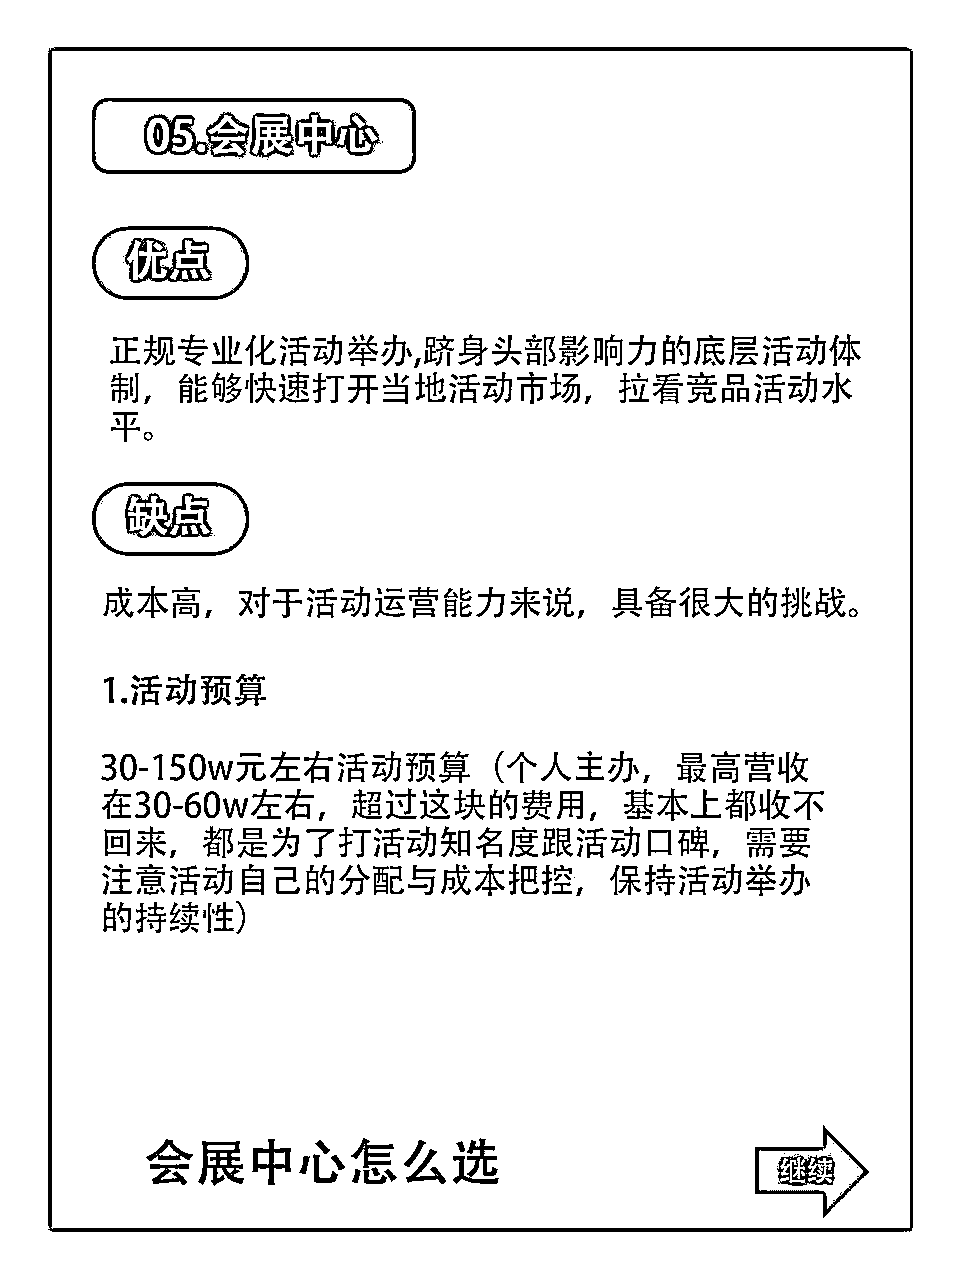 05.会展中心
优点
正规专业化活动举办,跻身头部影响力的底层活动体
制，能够快速打开当地活动市场，拉看竞品活动水
平。
缺点
成本高，对于活动运营能力来说，具备很大的挑战。
1.活动预算
30-150w元左右活动预算（个人主办，最高营收
在30-60w左右，超过这块的费用，基本上都收不
回来，都是为了打活动知名度跟活动口碑，需要
注意活动自己的分配与成本把控，保持活动举办
的持续性）
会展中心怎么选
继续